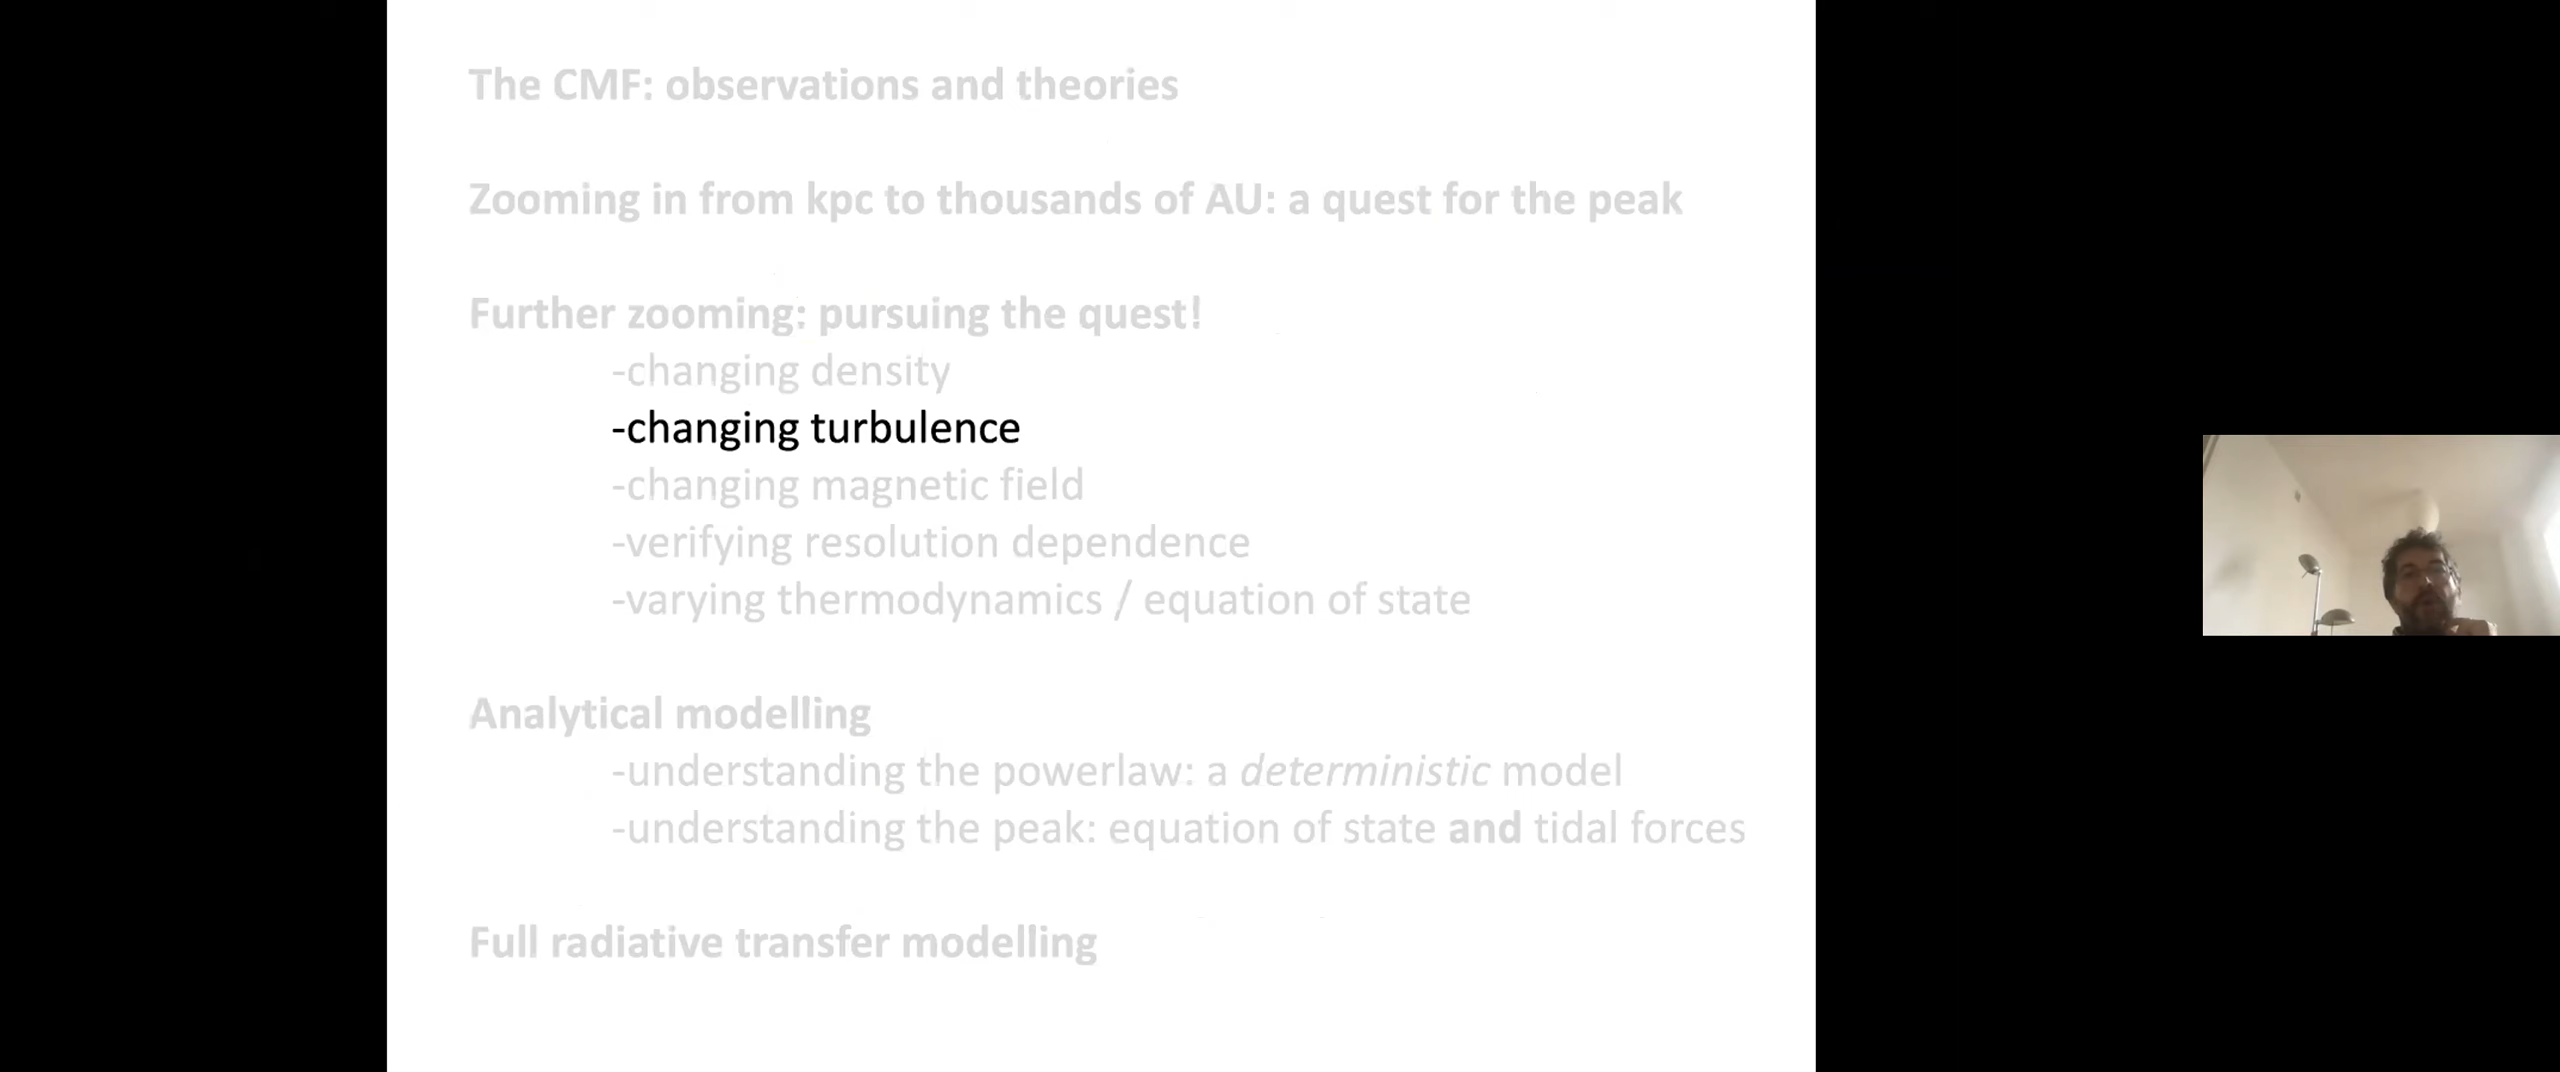 The CMF: observations and theories
Zooming in from kpc to thousands of AU: a quest for the peak
Further zooming: pursuing the quest!
-changing density
-changing turbulence
-changing magnetic field
-verifying resolution dependence
-varying thermodynamics / equation of state
Analytical modelling
-understanding the powerlaw: a deterministic model
-understanding the peak: equation of state and tidal forces
Full radiative transfer modelling